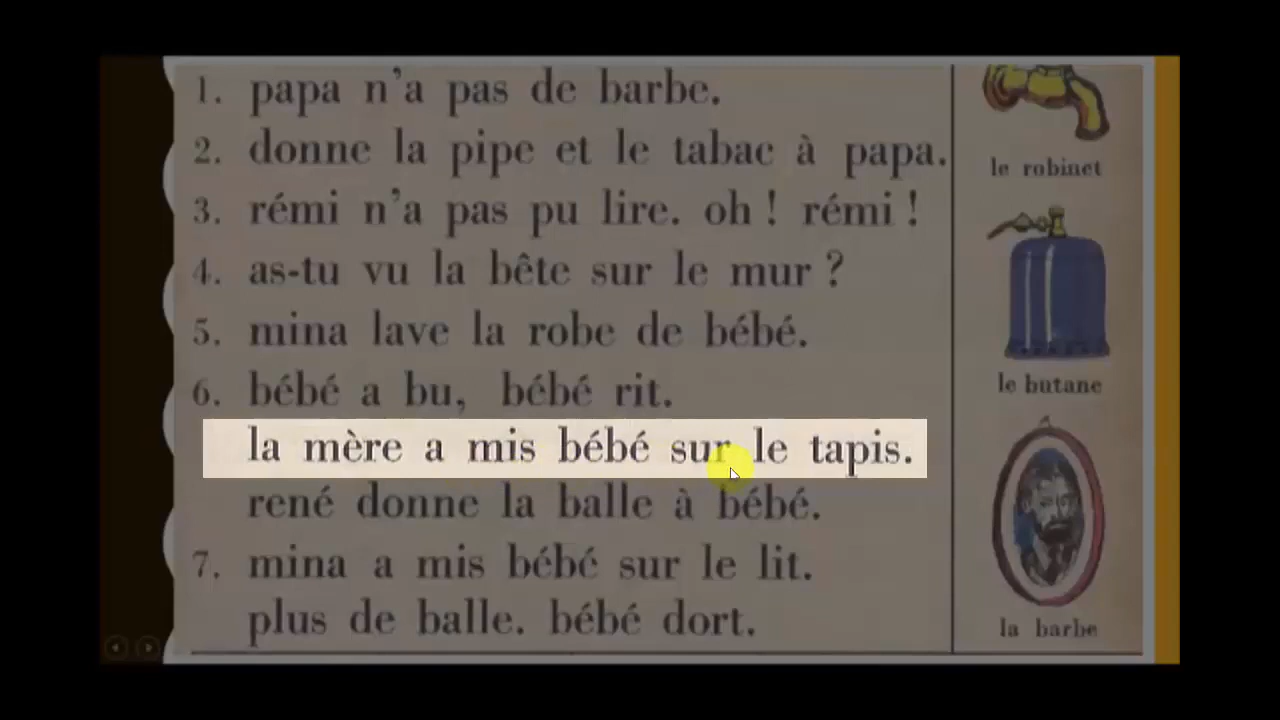 1. papa n'a pas de barbe.
2. donne la pipe et le tabac à papa.
3. rémi n'a pas pu lire. oh ! rémi !
4. as-tu vu la bête sur le mur ?
5. mina lave la robe de bébé.
6. bébé a bu, bébé rit.
la mère a mis bébé sur le tapis.
rené donne la balle à bébé.
7. mina a mis bébé sur le lit.
plus de balle. bébé dort.
le robinet
le butane
la barbe